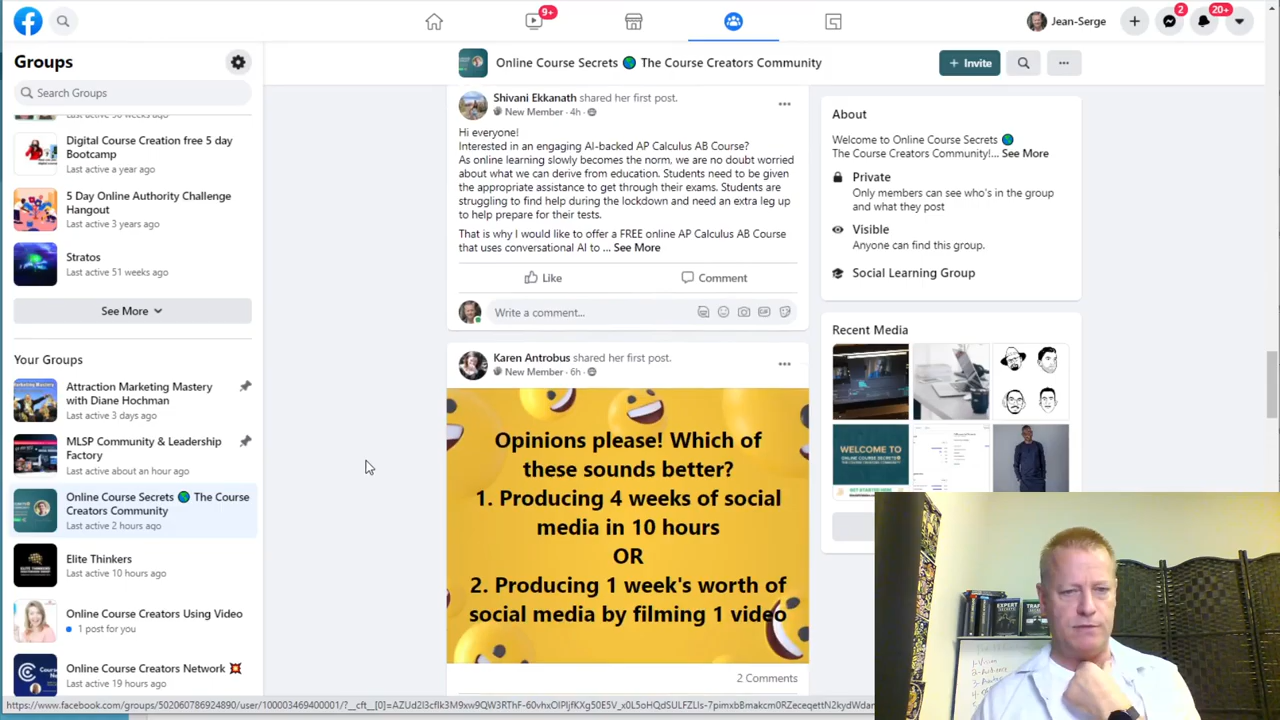 9+
Jean-Serge
2
20+
Groups
Search Groups
Last active 50 weeks ago
Digital Course Creation free 5 day
Bootcamp
Last active a year ago
5 Day Online Authority Challenge
Hangout
Last active 3 years ago
Stratos
Last active 51 weeks ago
See More
Your Groups
Attraction Marketing Mastery
with Diane Hochman
Last active 3 days ago
MLSP Community & Leadership
Factory
Last active about an hour ago
Online Course Secrets 🌎 The Course
Creators Community
Last active 2 hours ago
Elite Thinkers
Last active 10 hours ago
Online Course Creators Using Video
1 post for you
Online Course Creators Network 💥
Last active 19 hours ago
Online Course Secrets 🌎 The Course Creators Community
+ Invite
Shivani Ekkanath shared her first post.
New Member · 4h ·
Hi everyone!
Interested in an engaging AI-backed AP Calculus AB Course?
As online learning slowly becomes the norm, we are no doubt worried
about what we can derive from education. Students need to be given
the appropriate assistance to get through their exams. Students are
struggling to find help during the lockdown and need an extra leg up
to help prepare for their tests.
That is why I would like to offer a FREE online AP Calculus AB Course
that uses conversational AI to ... See More
Like
Comment
Write a comment...
Karen Antrobus shared her first post.
New Member · 6h ·
Opinions please! Which of
these sounds better?
1. Producing 4 weeks of social
media in 10 hours
OR
2. Producing 1 week's worth of
social media by filming 1 video
2 Comments
About
Welcome to Online Course Secrets 🌎
The Course Creators Community!... See More
Private
Only members can see who's in the group
and what they post
Visible
Anyone can find this group.
Social Learning Group
Recent Media
WELCOME TO
EXPERT
SECRETS